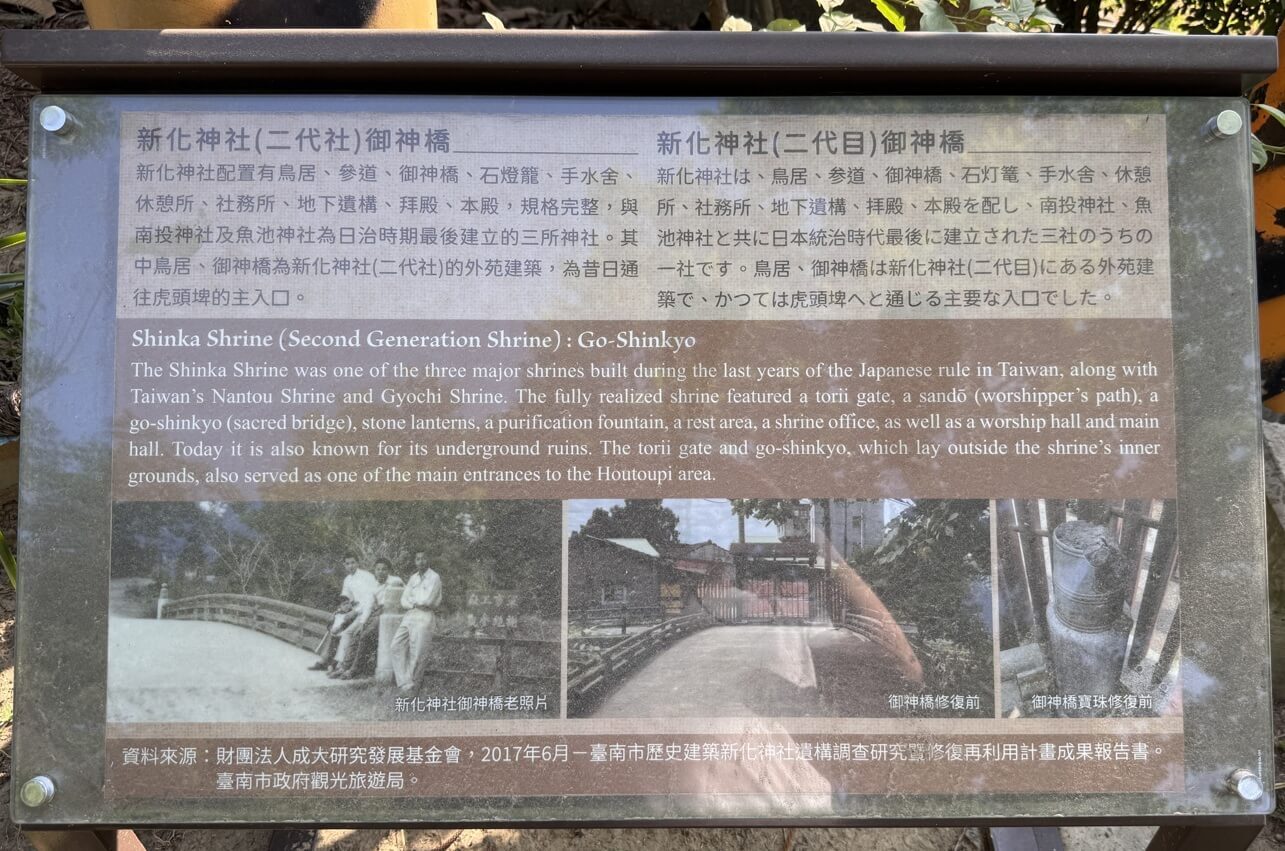 新化神社(二代社)御神橋
新化神社配置有鳥居、參道、御神橋、石燈籠、手水舍、
休憩所、社務所、地下遺構、拜殿、本殿，規格完整，與
南投神社及魚池神社為日治時期最後建立的三所神社。其
中鳥居、御神橋為新化神社(二代社)的外苑建築，為昔日通
往虎頭埤的主入口。
新化神社(二代目)御神橋
新化神社は、鳥居、参道、御神橋、石灯篭、手水舎、休憩
所、社務所、地下遺構、拝殿、本殿を配し、南投神社、魚
池神社と共に日本統治時代最後に建立された三社のうちの
一社です。鳥居、御神橋は新化神社(二代目)にある外苑建
築で、かつては虎頭埤へと通じる主要な入口でした。
Shinka Shrine (Second Generation Shrine) : Go-Shinkyo
The Shinka Shrine was one of the three major shrines built during the last years of the Japanese rule in Taiwan, along with
Taiwan's Nantou Shrine and Gyochi Shrine. The fully realized shrine featured a torii gate, a sandō (worshipper's path), a
go-shinkyo (sacred bridge), stone lanterns, a purification fountain, a rest area, a shrine office, as well as a worship hall and main
hall. Today it is also known for its underground ruins. The torii gate and go-shinkyo, which lay outside the shrine's inner
grounds, also served as one of the main entrances to the Houtoupi area.
新化神社御神橋老照片
御神橋修復前
御神橋寶珠修復前
資料來源：財團法人成大研究發展基金會，2017年6月－臺南市歷史建築新化神社遺構調查研究暨修復再利用計畫成果報告書。
臺南市政府觀光旅遊局。